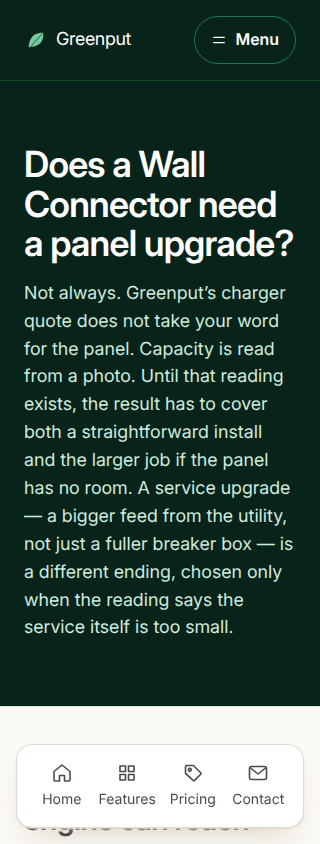 Greenput
Menu
Does a Wall
Connector need
a panel upgrade?
Not always. Greenput’s charger
quote does not take your word
for the panel. Capacity is read
from a photo. Until that reading
exists, the result has to cover
both a straightforward install
and the larger job if the panel
has no room. A service upgrade
— a bigger feed from the utility,
not just a fuller breaker box — is
a different ending, chosen only
when the reading says the
service itself is too small.
Home Features Pricing Contact